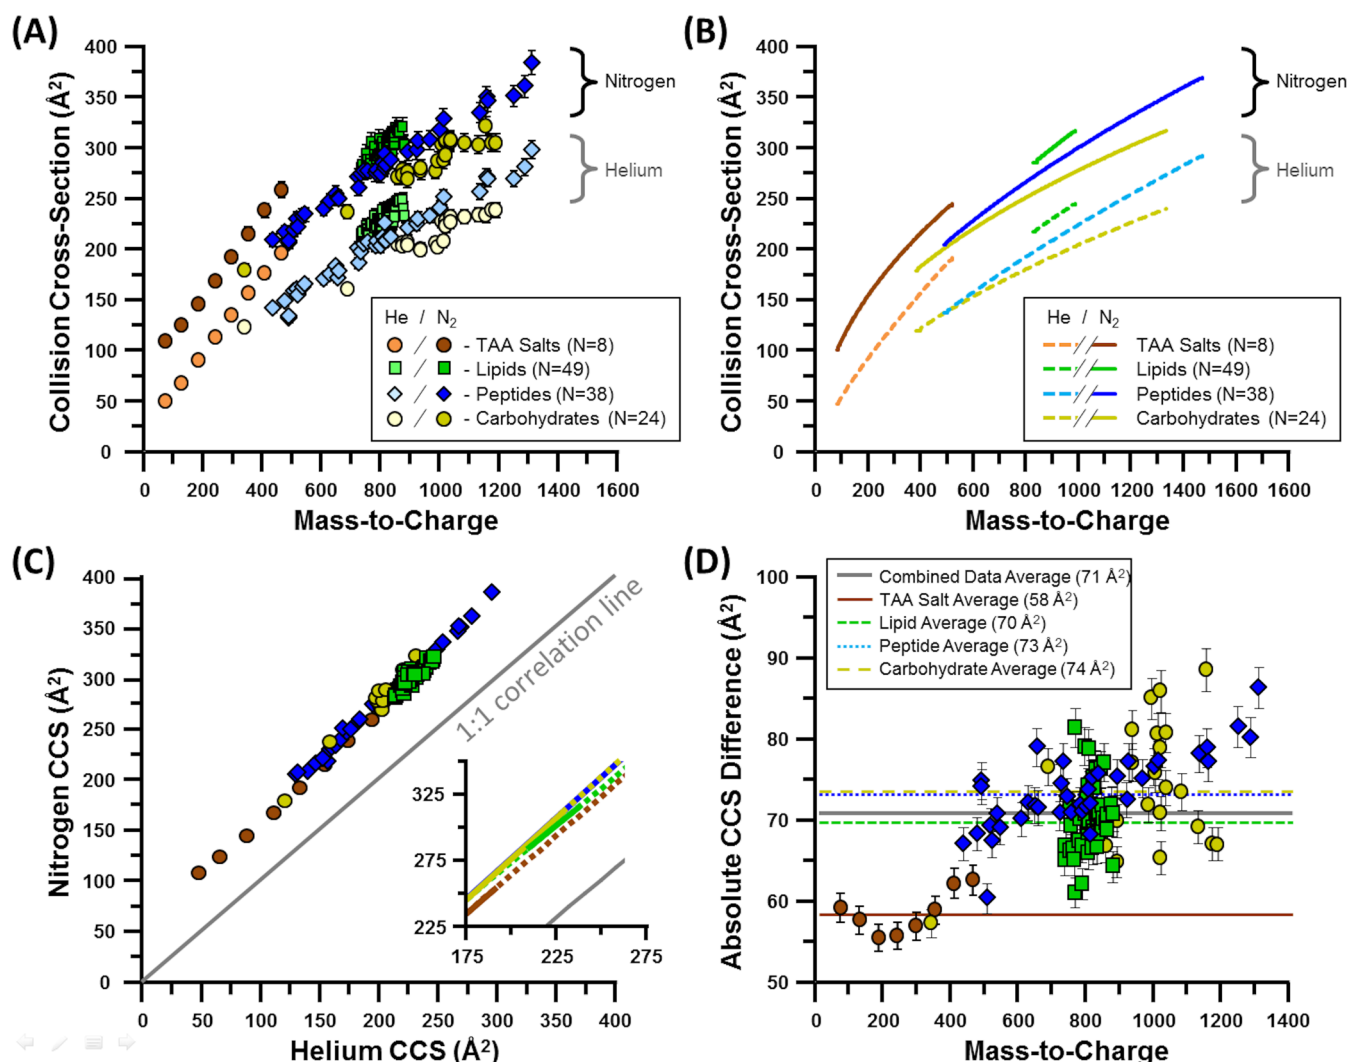 (A)
400
350
300
250
200
150
100
50
0
Collision Cross-Section (Å²)
0 200 400 600 800 1000 1200 1400 1600
Mass-to-Charge
Nitrogen
Helium
He / N₂
/ - TAA Salts (N=8)
/ - Lipids (N=49)
/ - Peptides (N=38)
/ - Carbohydrates (N=24)
(B)
400
350
300
250
200
150
100
50
0
Collision Cross-Section (Å²)
0 200 400 600 800 1000 1200 1400 1600
Mass-to-Charge
Nitrogen
Helium
He / N₂
TAA Salts (N=8)
Lipids (N=49)
Peptides (N=38)
Carbohydrates (N=24)
(C)
400
350
300
250
200
150
100
50
0
Nitrogen CCS (Å²)
0 50 100 150 200 250 300 350 400
Helium CCS (Å²)
1:1 correlation line
325
275
225
175 225 275
(D)
100
90
80
70
60
50
Absolute CCS Difference (Å²)
0 200 400 600 800 1000 1200 1400
Mass-to-Charge
Combined Data Average (71 Å²)
TAA Salt Average (58 Å²)
Lipid Average (70 Å²)
Peptide Average (73 Å²)
Carbohydrate Average (74 Å²)